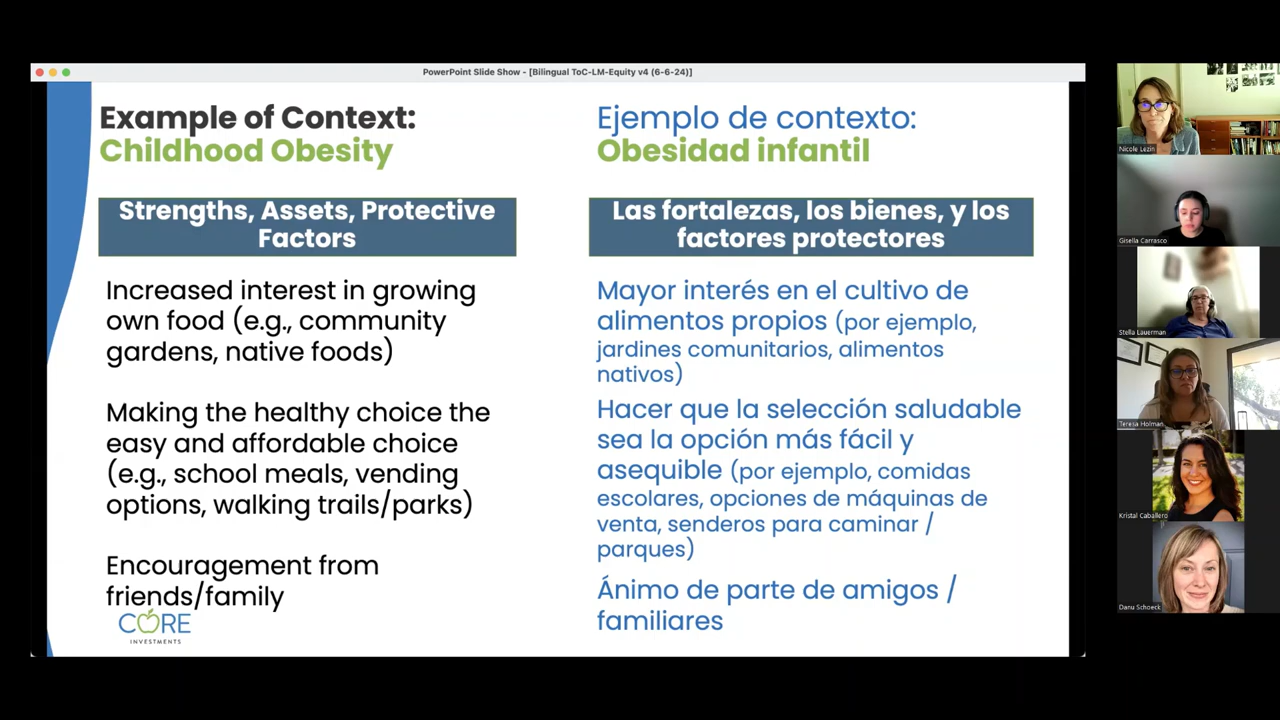 PowerPoint Slide Show - [Bilingual ToC-LM-Equity v4 (6-6-24)]
Example of Context:
Childhood Obesity
Strengths, Assets, Protective
Factors
Increased interest in growing
own food (e.g., community
gardens, native foods)
Making the healthy choice the
easy and affordable choice
(e.g., school meals, vending
options, walking trails/parks)
Encouragement from
friends/family
CORE
INVESTMENTS
Ejemplo de contexto:
Obesidad infantil
Las fortalezas, los bienes, y los
factores protectores
Mayor interés en el cultivo de
alimentos propios (por ejemplo,
jardines comunitarios, alimentos
nativos)
Hacer que la selección saludable
sea la opción más fácil y
asequible (por ejemplo, comidas
escolares, opciones de máquinas de
venta, senderos para caminar /
parques)
Ánimo de parte de amigos /
familiares
Nicole Lezin
Gisella Carrasco
Stella Lauerman
Teresa Holman
Kristal Caballero
Danu Schoeck